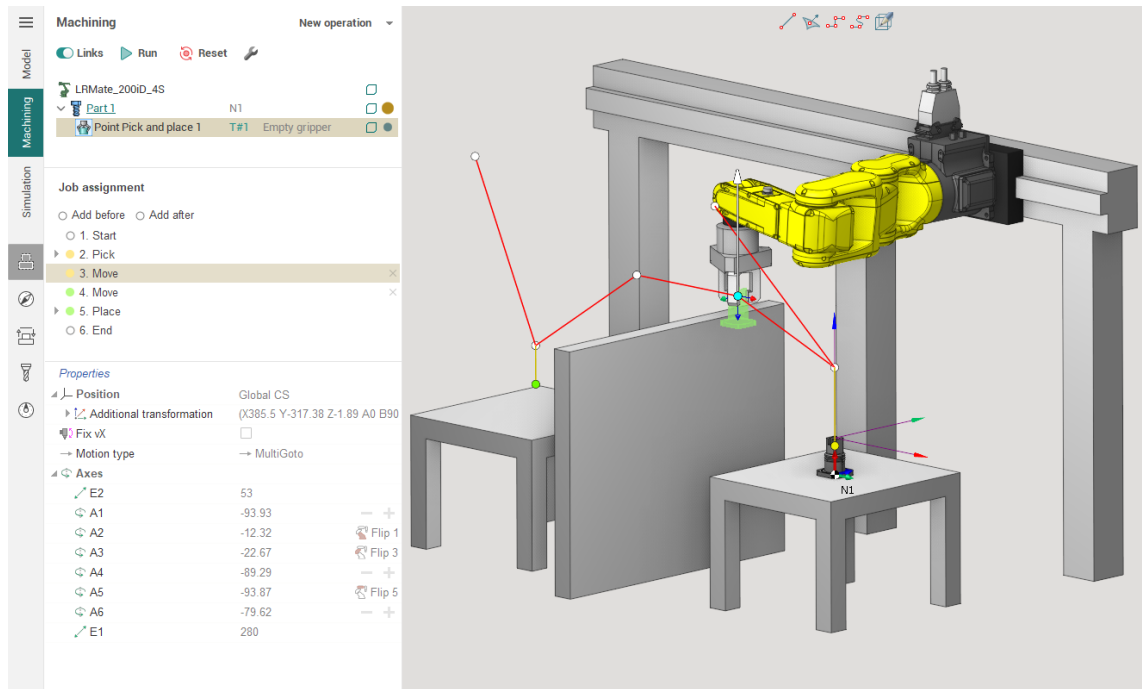 Machining
New operation
Links Run Reset
Model
Machining
Simulation
LRMate_200iD_4S
Part 1 N1
Point Pick and place 1 T#1 Empty gripper
Job assignment
Add before Add after
1. Start
2. Pick
3. Move
4. Move
5. Place
6. End
Properties
Position Global CS
Additional transformation (X385.5 Y-317.38 Z-1.89 A0 B90
Fix vX
Motion type MultiGoto
Axes
E2 53
A1 -93.93
A2 -12.32 Flip 1
A3 -22.67 Flip 3
A4 -89.29
A5 -93.87 Flip 5
A6 -79.62
E1 280
N1